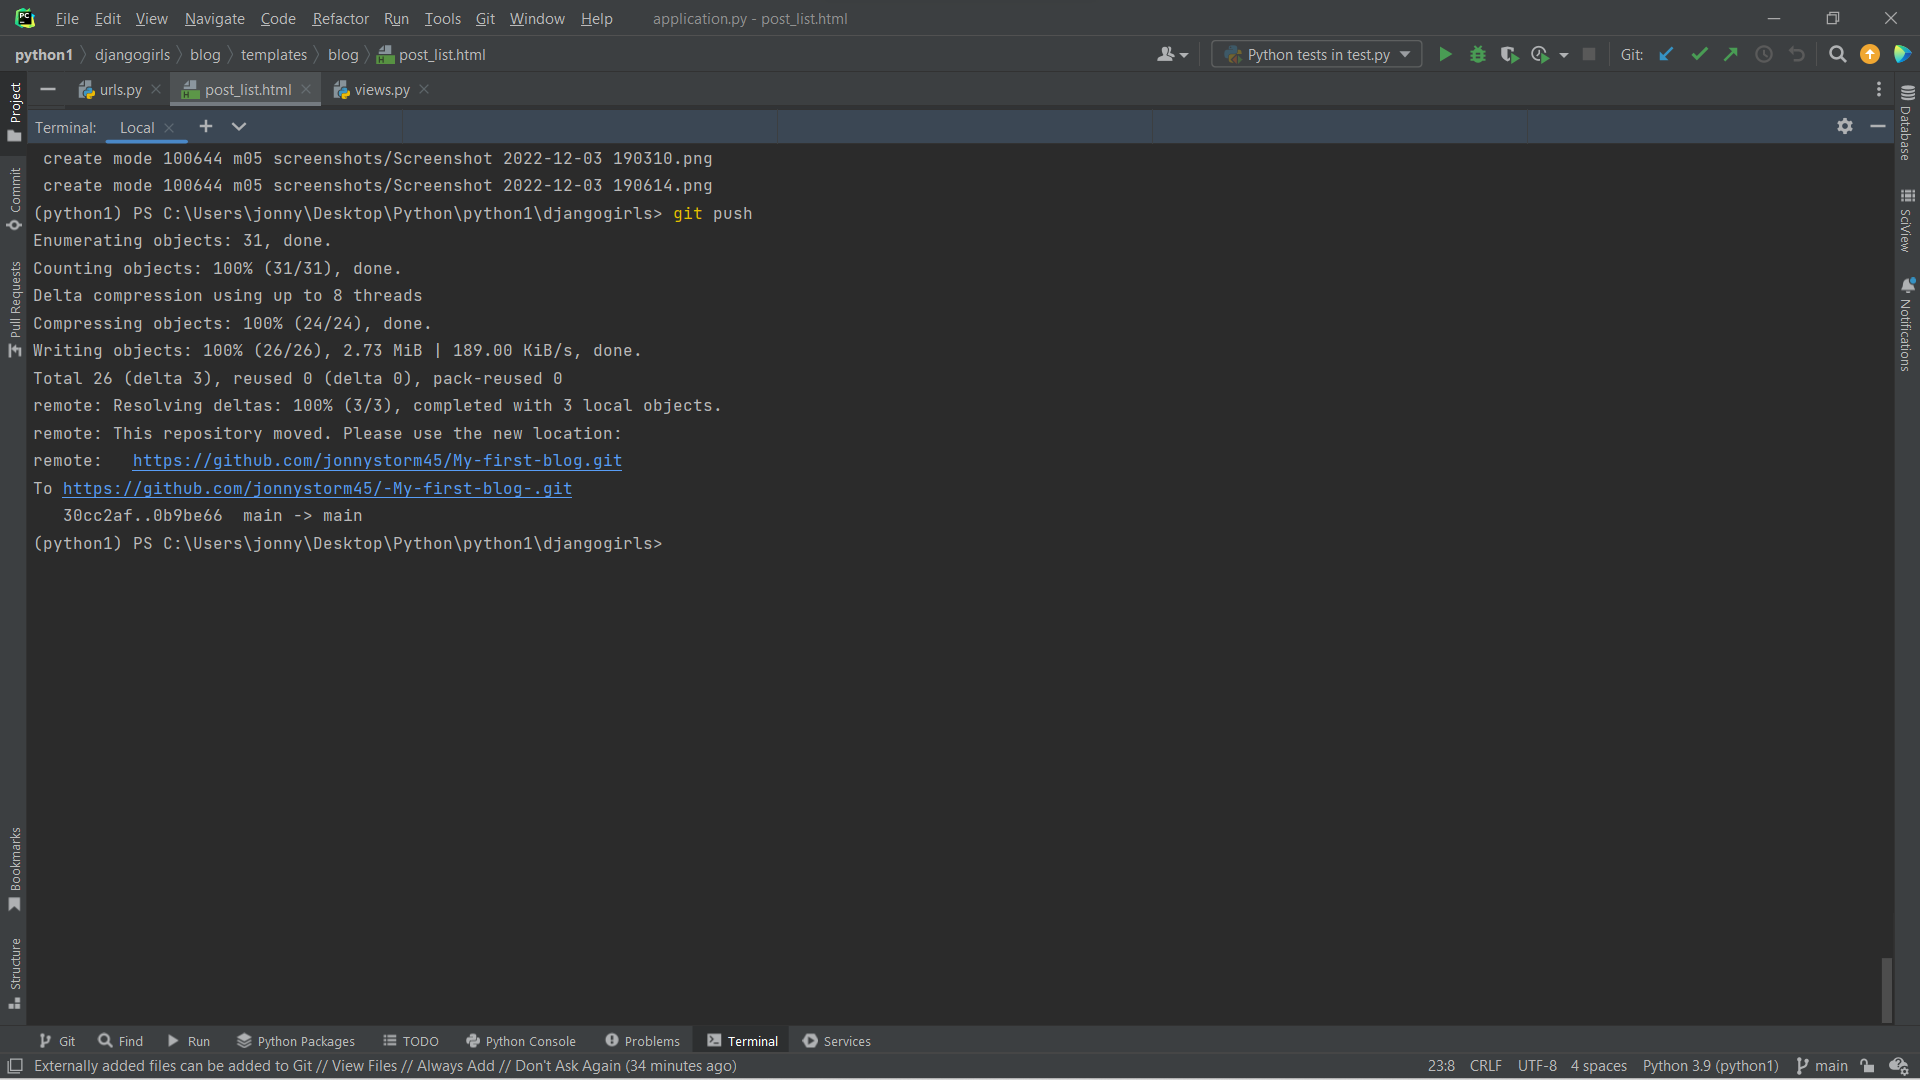 File Edit View Navigate Code Refactor Run Tools Git Window Help application.py - post_list.html
python1 djangogirls blog templates blog post_list.html Python tests in test.py Git:
urls.py post_list.html views.py
Terminal: Local
create mode 100644 m05 screenshots/Screenshot 2022-12-03 190310.png
create mode 100644 m05 screenshots/Screenshot 2022-12-03 190614.png
(python1) PS C:\Users\jonny\Desktop\Python\python1\djangogirls> git push
Enumerating objects: 31, done.
Counting objects: 100% (31/31), done.
Delta compression using up to 8 threads
Compressing objects: 100% (24/24), done.
Writing objects: 100% (26/26), 2.73 MiB | 189.00 KiB/s, done.
Total 26 (delta 3), reused 0 (delta 0), pack-reused 0
remote: Resolving deltas: 100% (3/3), completed with 3 local objects.
remote: This repository moved. Please use the new location:
remote:   https://github.com/jonnystorm45/My-first-blog.git
To https://github.com/jonnystorm45/-My-first-blog-.git
   30cc2af..0b9be66  main -> main
(python1) PS C:\Users\jonny\Desktop\Python\python1\djangogirls>
Project
Commit
Pull Requests
Bookmarks
Structure
Database
SciView
Notifications
Git Find Run Python Packages TODO Python Console Problems Terminal Services
Externally added files can be added to Git // View Files // Always Add // Don't Ask Again (34 minutes ago) 23:8 CRLF UTF-8 4 spaces Python 3.9 (python1) main